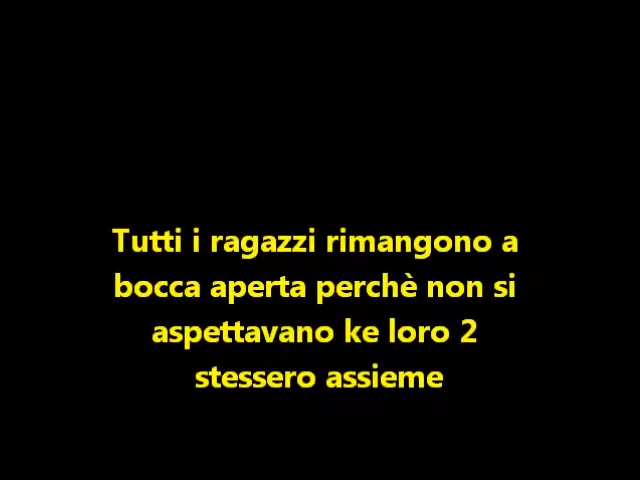 Tutti i ragazzi rimangono a
bocca aperta perchè non si
aspettavano ke loro 2
stessero assieme